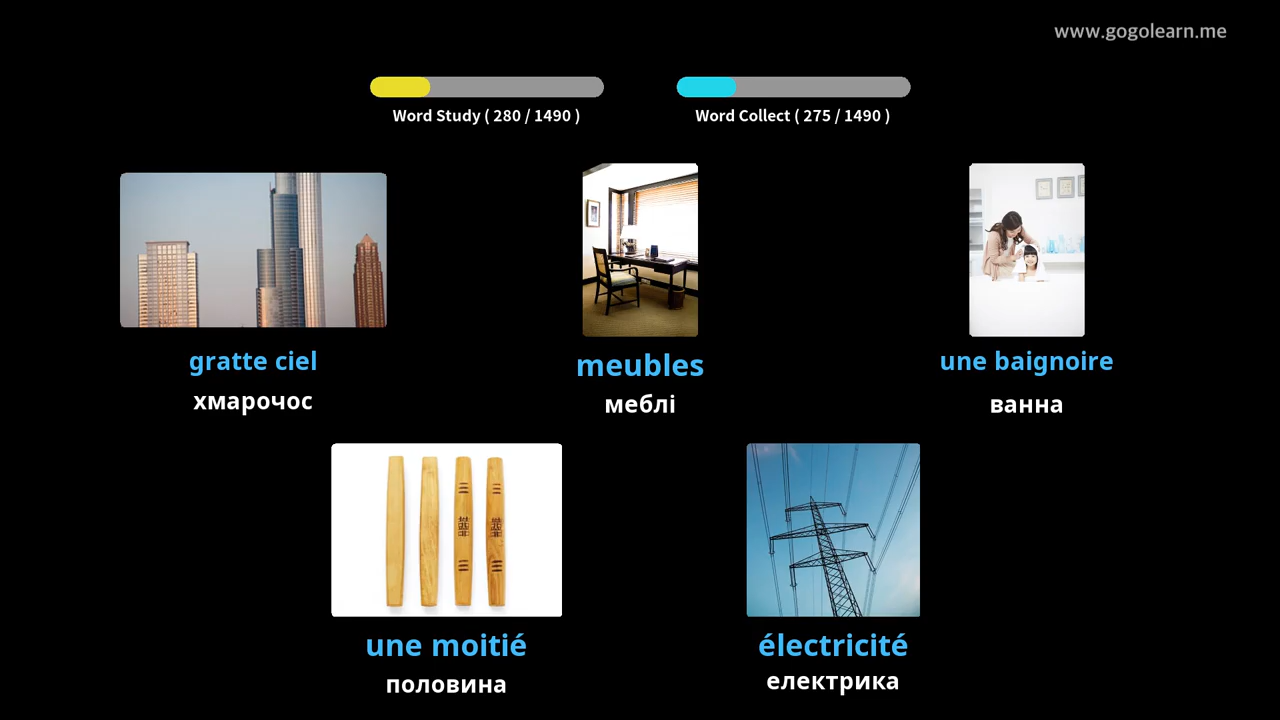 www.gogolearn.me
Word Study ( 280 / 1490 )
Word Collect ( 275 / 1490 )
gratte ciel
хмарочос
meubles
меблі
une baignoire
ванна
une moitié
половина
électricité
електрика